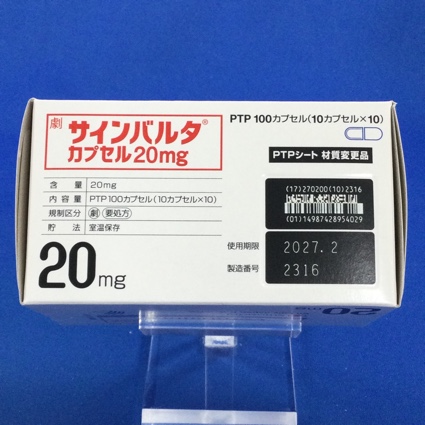 劇 サインバルタ®
カプセル20mg
PTP 100カプセル(10カプセル×10)
PTPシート 材質変更品
含 量 20mg
内 容 量 PTP100カプセル(10カプセル×10)
規制区分 劇 要処方
貯 法 室温保存
20mg
(17)270200(10)2316
(01)14987428954029
使用期限 2027.2
製造番号 2316